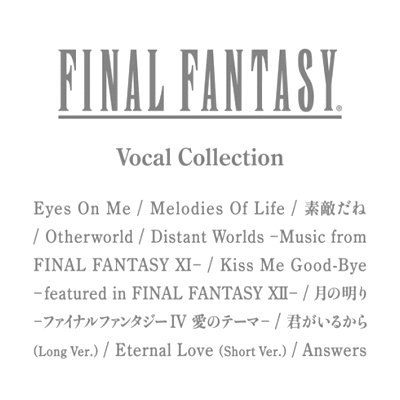 FINAL FANTASY®
Vocal Collection
Eyes On Me / Melodies Of Life / 素敵だね
/ Otherworld / Distant Worlds −Music from
FINAL FANTASY XI− / Kiss Me Good-Bye
−featured in FINAL FANTASY XII− / 月の明り
−ファイナルファンタジーIV 愛のテーマ− / 君がいるから
(Long Ver.) / Eternal Love (Short Ver.) / Answers